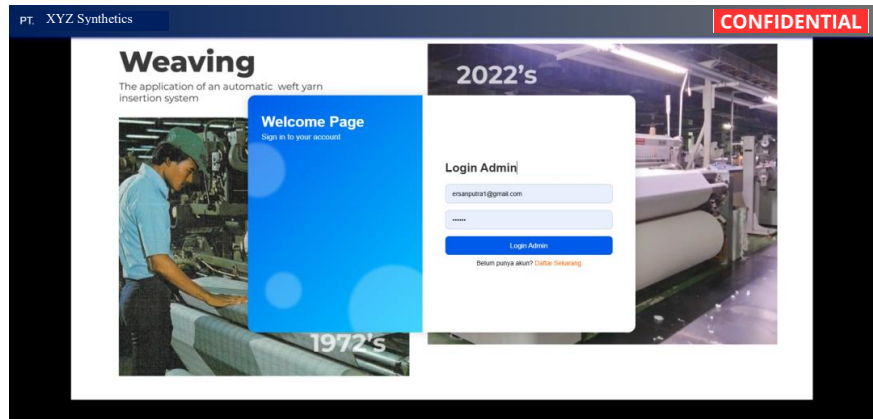 PT. XYZ Synthetics
CONFIDENTIAL
Weaving
The application of an automatic weft yarn
insertion system
2022's
Welcome Page
Sign in to your account
Login Admin
ersanputra1@gmail.com
••••••
Login Admin
Belum punya akun? Daftar Sekarang
1972's